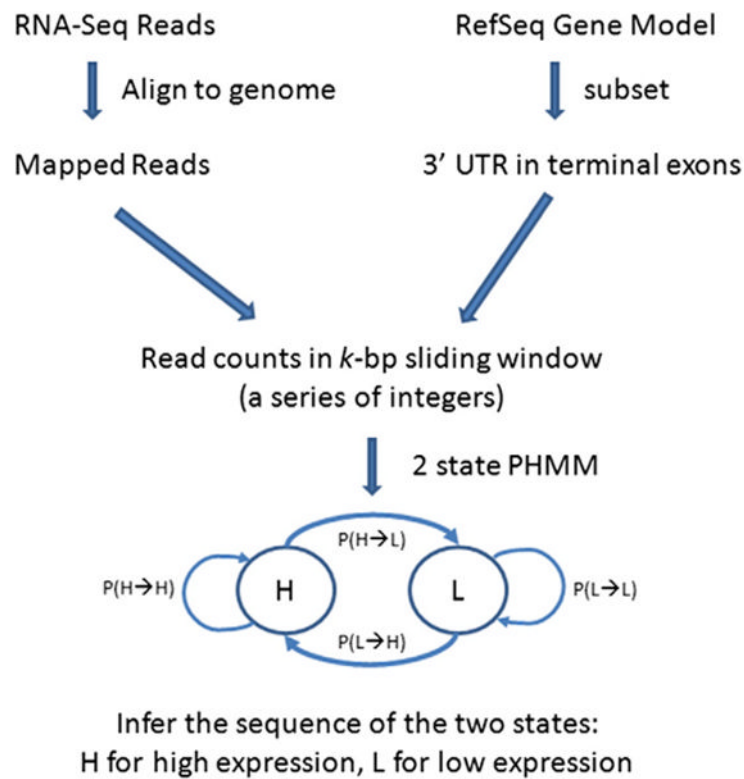 RNA-Seq Reads
RefSeq Gene Model
Align to genome
subset
Mapped Reads
3’ UTR in terminal exons
Read counts in k-bp sliding window
(a series of integers)
2 state PHMM
P(H→L)
P(H→H)
H
L
P(L→L)
P(L→H)
Infer the sequence of the two states:
H for high expression, L for low expression